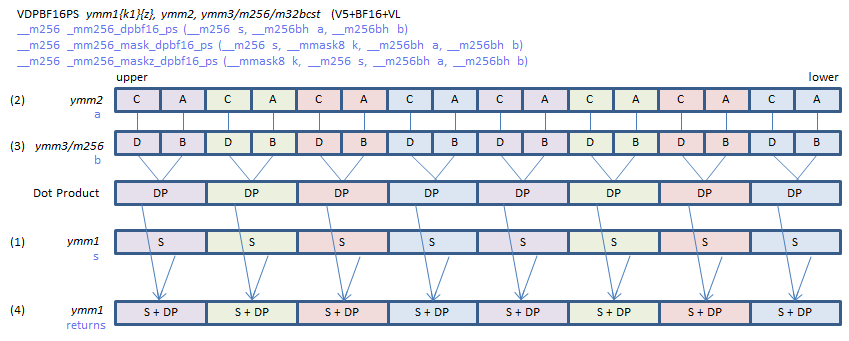 VDPBF16PS ymm1{k1}{z}, ymm2, ymm3/m256/m32bcst (V5+BF16+VL
__m256 _mm256_dpbf16_ps (__m256 s, __m256bh a, __m256bh b)
__m256 _mm256_mask_dpbf16_ps (__m256 s, __mmask8 k, __m256bh a, __m256bh b)
__m256 _mm256_maskz_dpbf16_ps (__mmask8 k, __m256 s, __m256bh a, __m256bh b)
upper lower
(2) ymm2 C A C A C A C A C A C A C A C A
a
(3) ymm3/m256 D B D B D B D B D B D B D B D B
b
Dot Product DP DP DP DP DP DP DP DP
(1) ymm1 S S S S S S S S
s
(4) ymm1 S + DP S + DP S + DP S + DP S + DP S + DP S + DP S + DP
returns